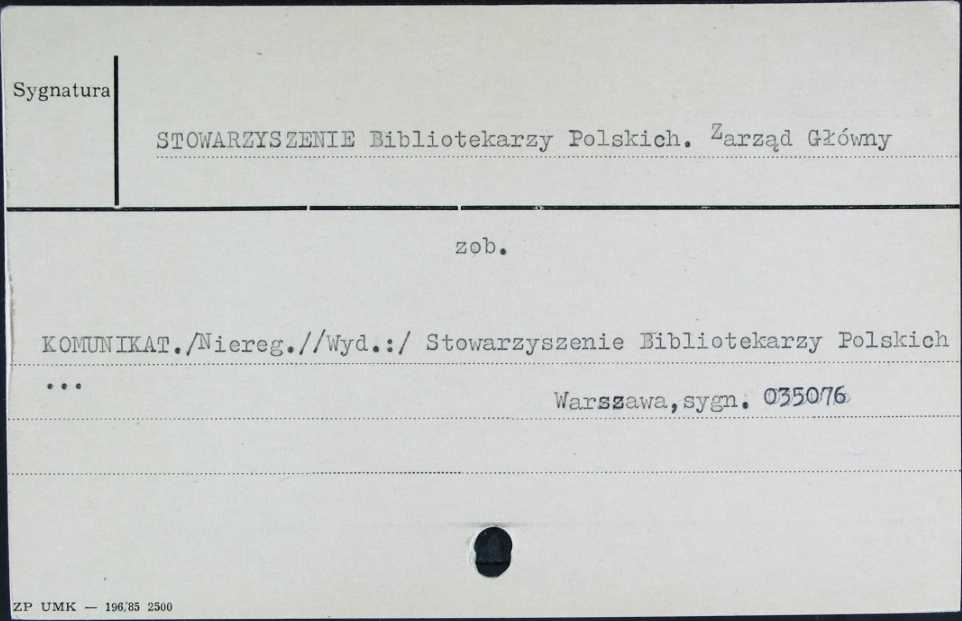 Sygnatura
STOWARZYSZENIE Bibliotekarzy Polskich. Zarząd Główny
zob.
KOMUNIKAT./Niereg.//Wyd.:/ Stowarzyszenie Bibliotekarzy Polskich
...
Warszawa,sygn. 035076
ZP UMK — 196/85 2500